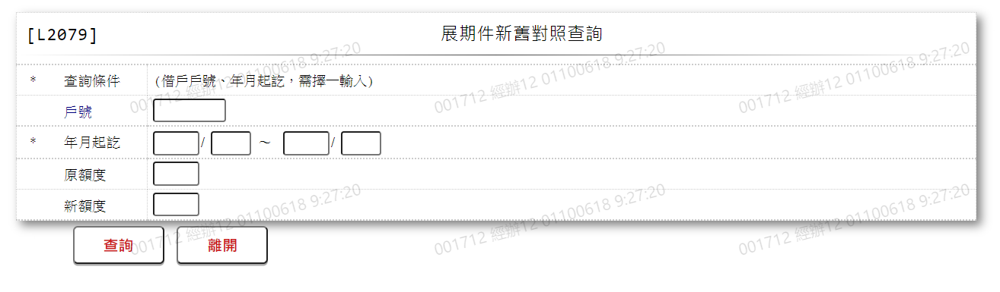 [L2079] 展期件新舊對照查詢
* 查詢條件 (借戶戶號、年月起訖，需擇一輸入)
戶號
* 年月起訖 / ～ /
原額度
新額度
查詢 離開
001712 經辦12 01100618 9:27:20
001712 經辦12 01100618 9:27:20
001712 經辦12 01100618 9:27:20
001712 經辦12 01100618 9:27:20
001712 經辦12 01100618 9:27:20
001712 經辦12 01100618 9:27:20